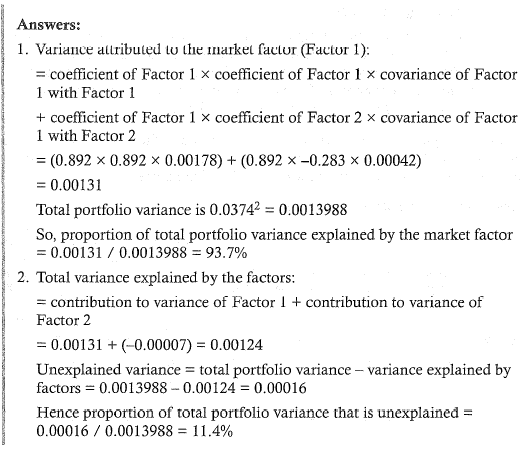 Answers:
1. Variance attributed to the market factor (Factor 1):
= coefficient of Factor 1 × coefficient of Factor 1 × covariance of Factor
1 with Factor 1
+ coefficient of Factor 1 × coefficient of Factor 2 × covariance of Factor
1 with Factor 2
= (0.892 × 0.892 × 0.00178) + (0.892 × –0.283 × 0.00042)
= 0.00131
Total portfolio variance is 0.0374² = 0.0013988
So, proportion of total portfolio variance explained by the market factor
= 0.00131 / 0.0013988 = 93.7%
2. Total variance explained by the factors:
= contribution to variance of Factor 1 + contribution to variance of
Factor 2
= 0.00131 + (–0.00007) = 0.00124
Unexplained variance = total portfolio variance – variance explained by
factors = 0.0013988 – 0.00124 = 0.00016
Hence proportion of total portfolio variance that is unexplained =
0.00016 / 0.0013988 = 11.4%